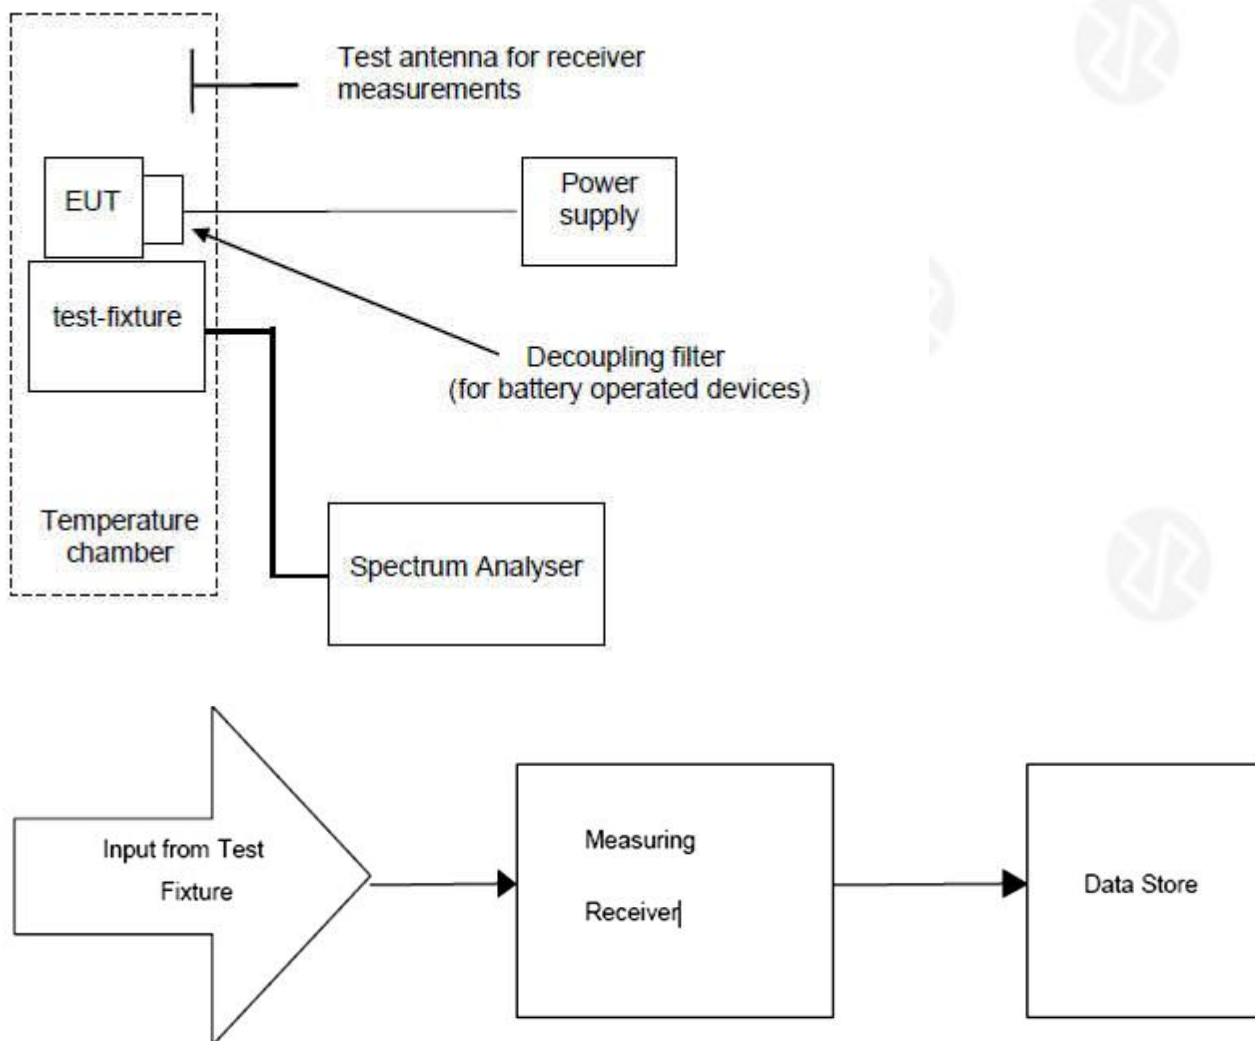 Test antenna for receiver
measurements
EUT
Power
supply
test-fixture
Decoupling filter
(for battery operated devices)
Temperature
chamber
Spectrum Analyser
Input from Test
Fixture
Measuring
Receiver
Data Store